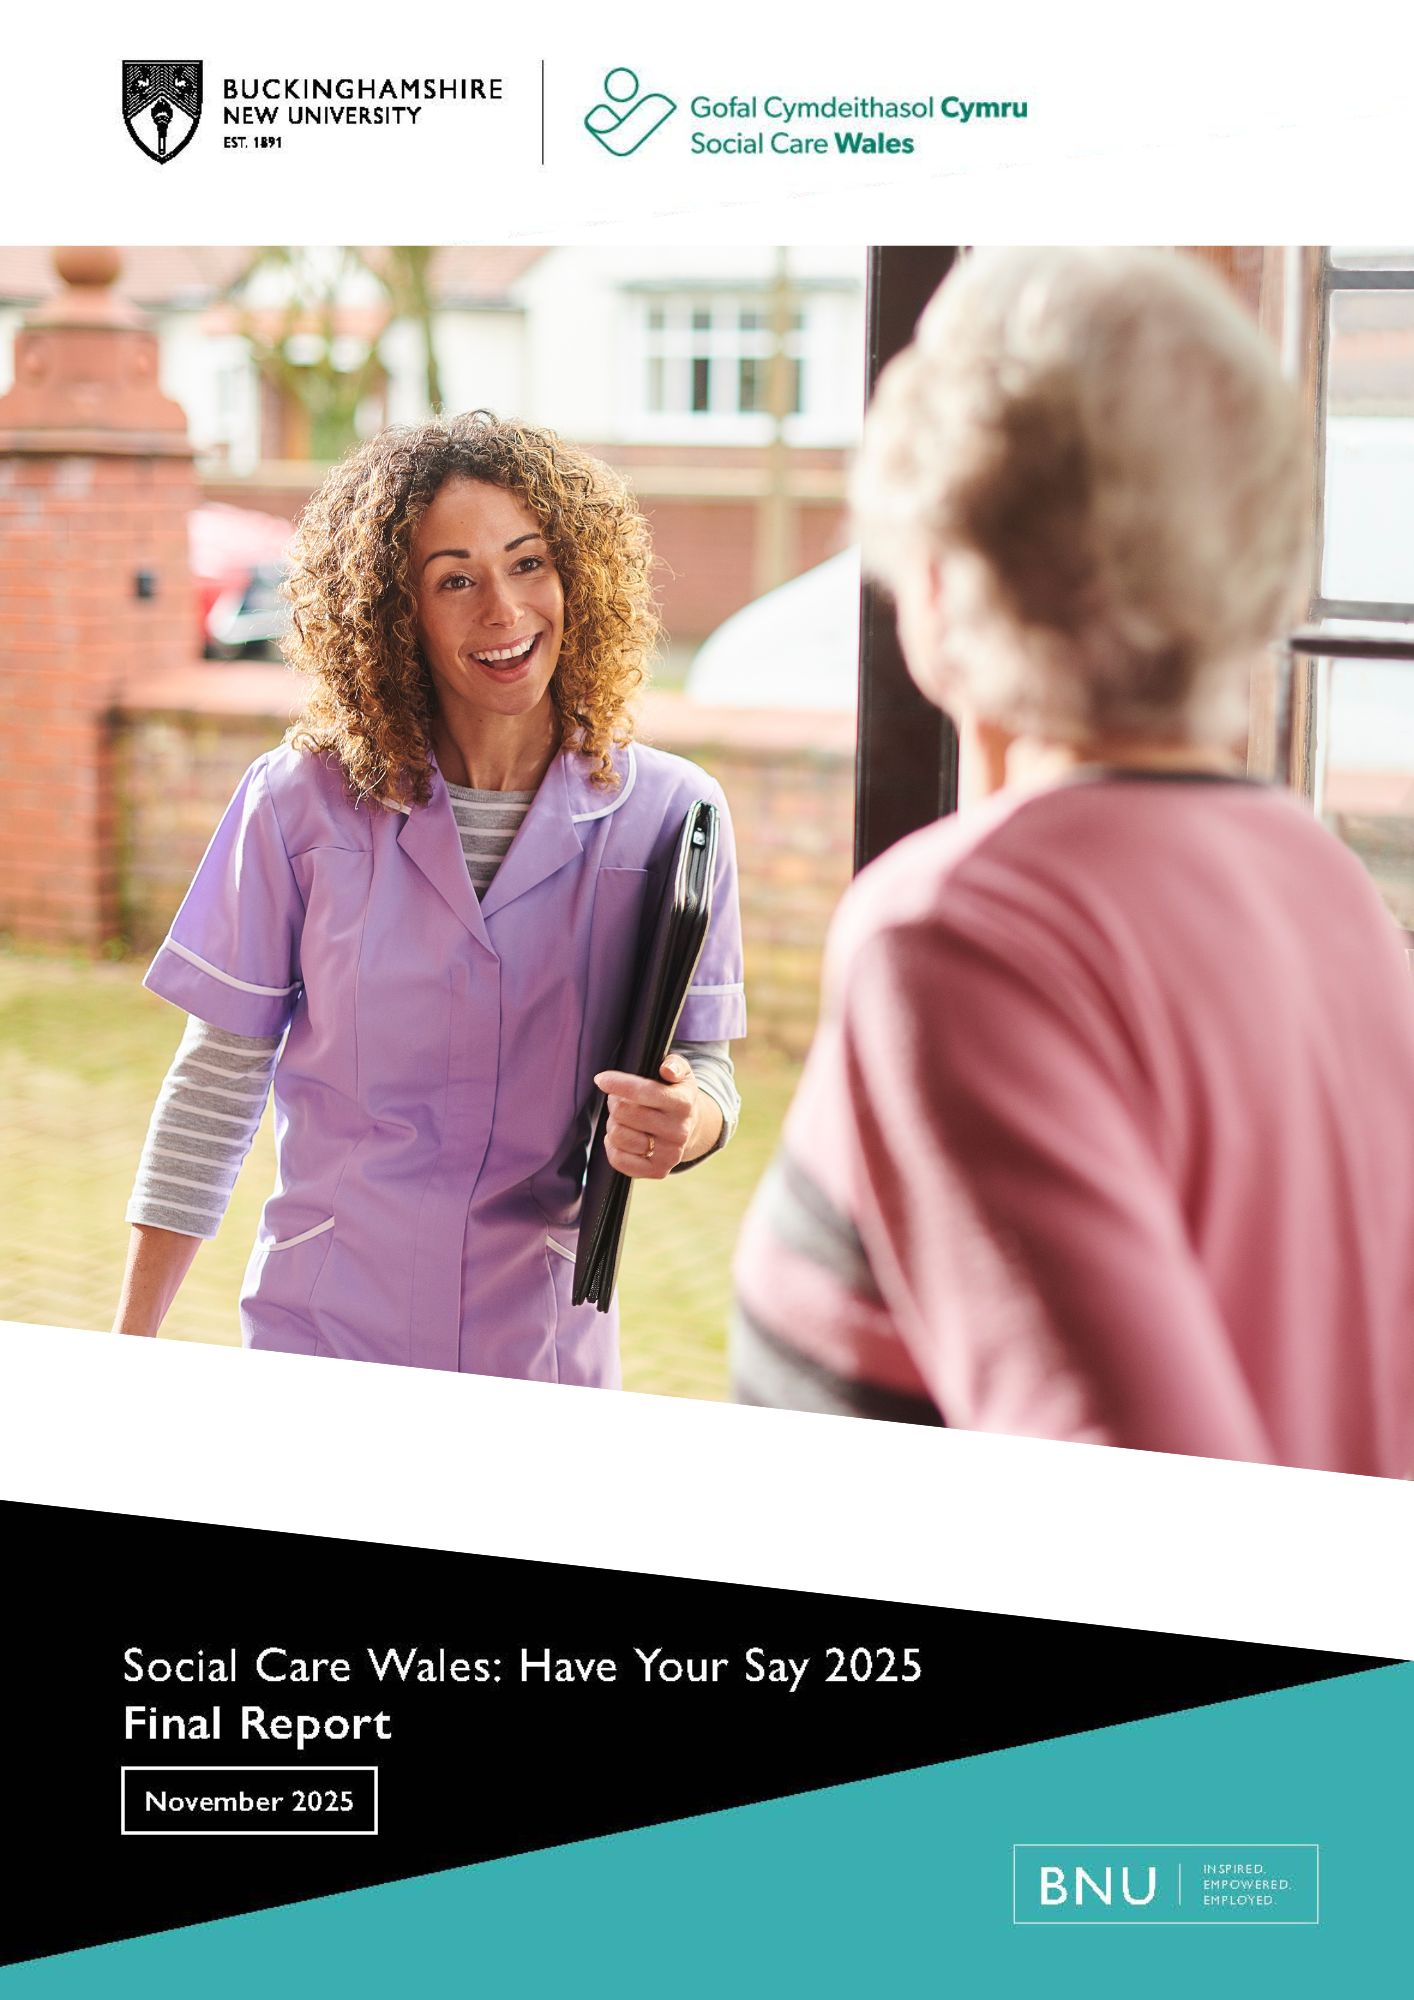 BUCKINGHAMSHIRE
NEW UNIVERSITY
EST. 1891
Gofal Cymdeithasol Cymru
Social Care Wales
Social Care Wales: Have Your Say 2025
Final Report
November 2025
BNU
INSPIRED.
EMPOWERED.
EMPLOYED.